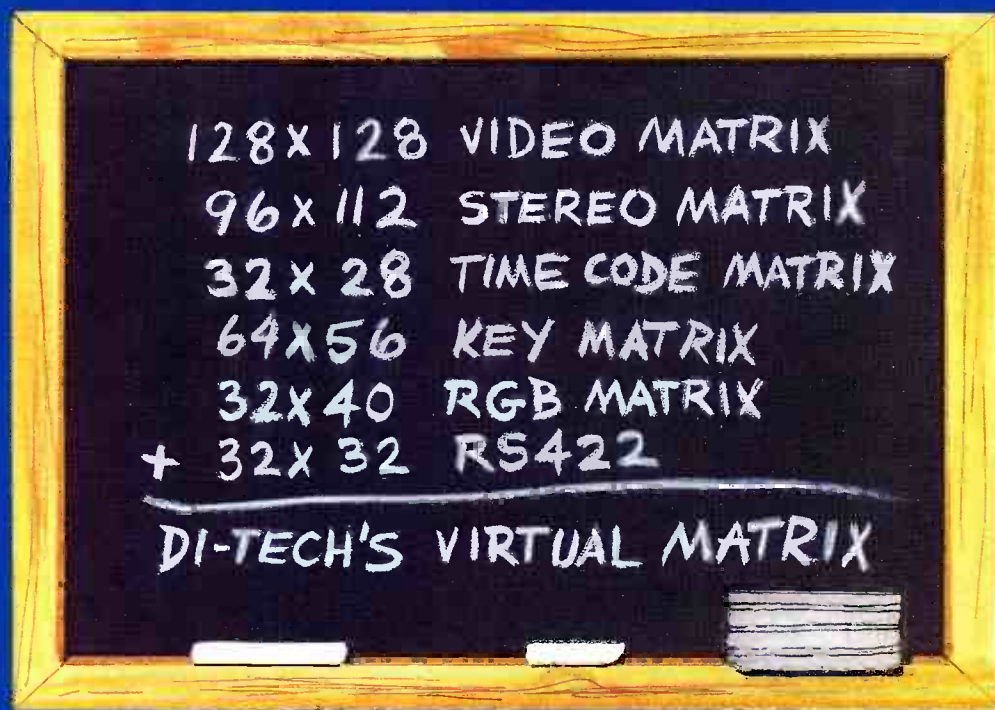 128X128 VIDEO MATRIX
96X112 STEREO MATRIX
32X28 TIME CODE MATRIX
64X56 KEY MATRIX
32X40 RGB MATRIX
+ 32X32 RS422
DI-TECH'S VIRTUAL MATRIX